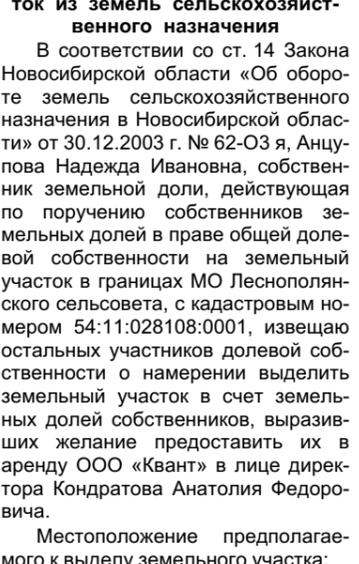 ток из земель сельскохозяйст-
венного назначения
В соответствии со ст. 14 Закона
Новосибирской области «Об оборо-
те земель сельскохозяйственного
назначения в Новосибирской облас-
ти» от 30.12.2003 г. № 62-ОЗ я, Анцу-
пова Надежда Ивановна, собствен-
ник земельной доли, действующая
по поручению собственников зе-
мельных долей в праве общей доле-
вой собственности на земельный
участок в границах МО Леснополян-
ского сельсовета, с кадастровым но-
мером 54:11:028108:0001, извещаю
остальных участников долевой соб-
ственности о намерении выделить
земельный участок в счет земель-
ных долей собственников, выразив-
ших желание предоставить их в
аренду ООО «Квант» в лице дирек-
тора Кондратова Анатолия Федоро-
вича.
Местоположение предполагае-
мого к выделу земельного участка: